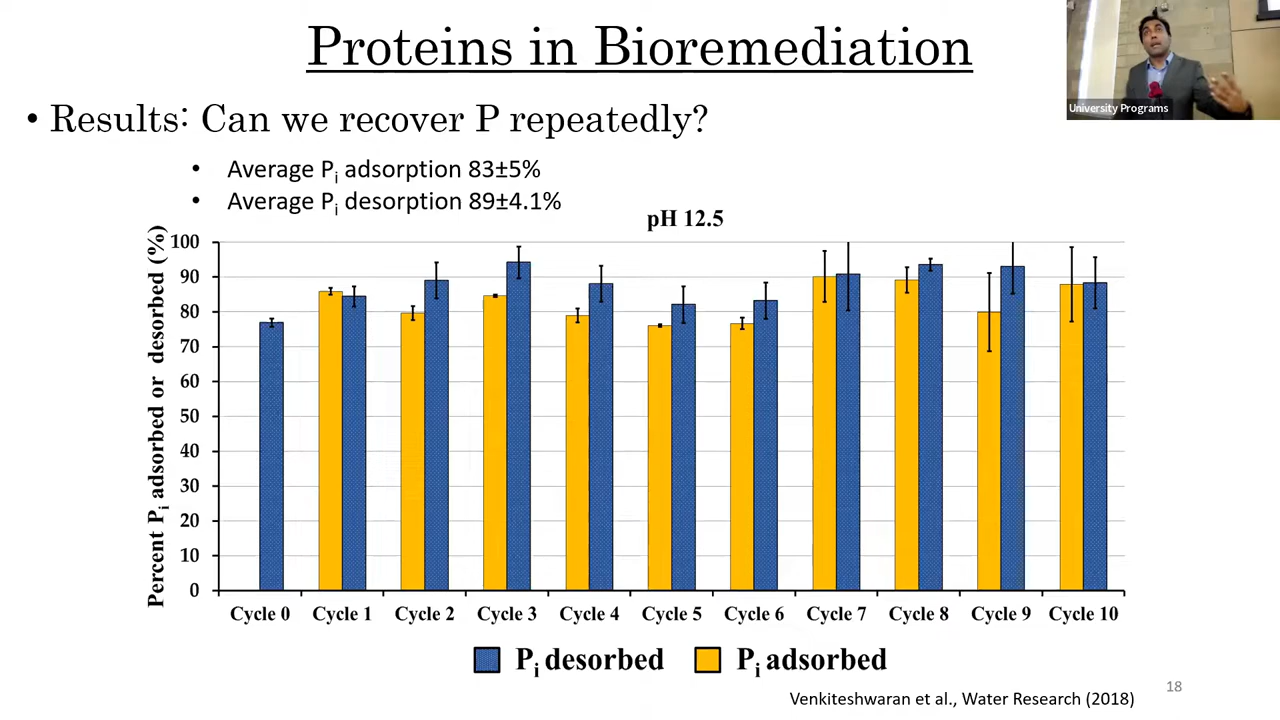 Proteins in Bioremediation
University Programs
• Results: Can we recover P repeatedly?
• Average Pi adsorption 83±5%
• Average Pi desorption 89±4.1%
pH 12.5
Percent Pi adsorbed or desorbed (%)
100
90
80
70
60
50
40
30
20
10
0
Cycle 0 Cycle 1 Cycle 2 Cycle 3 Cycle 4 Cycle 5 Cycle 6 Cycle 7 Cycle 8 Cycle 9 Cycle 10
Pi desorbed Pi adsorbed
18
Venkiteshwaran et al., Water Research (2018)